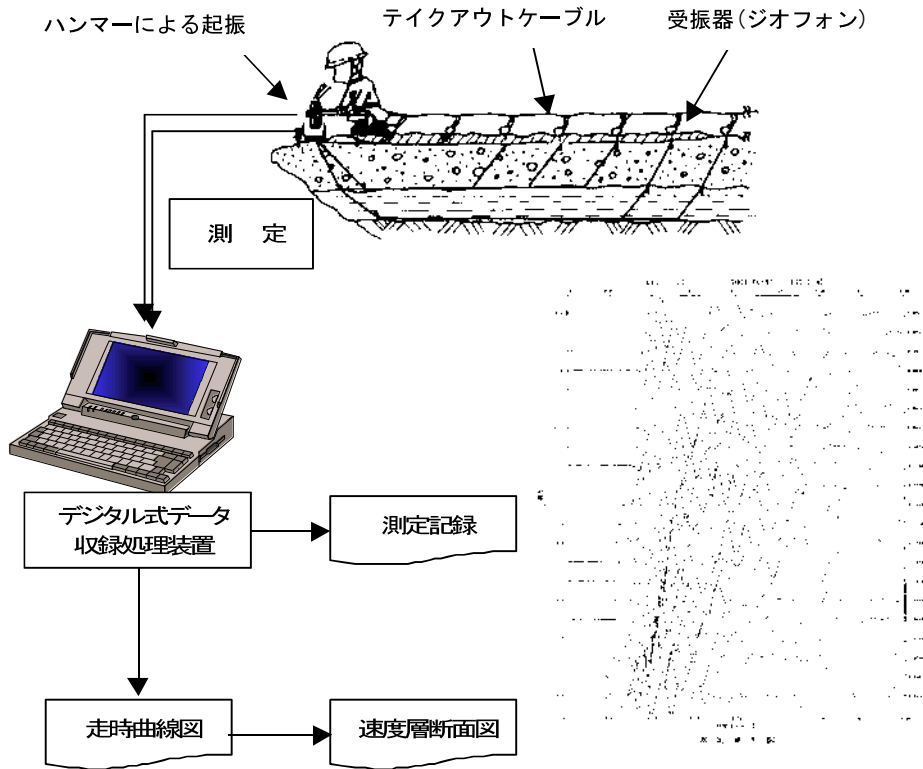 ハンマーによる起振
テイクアウトケーブル
受振器(ジオフォン)
測 定
デジタル式データ
収録処理装置
測定記録
走時曲線図
速度層断面図